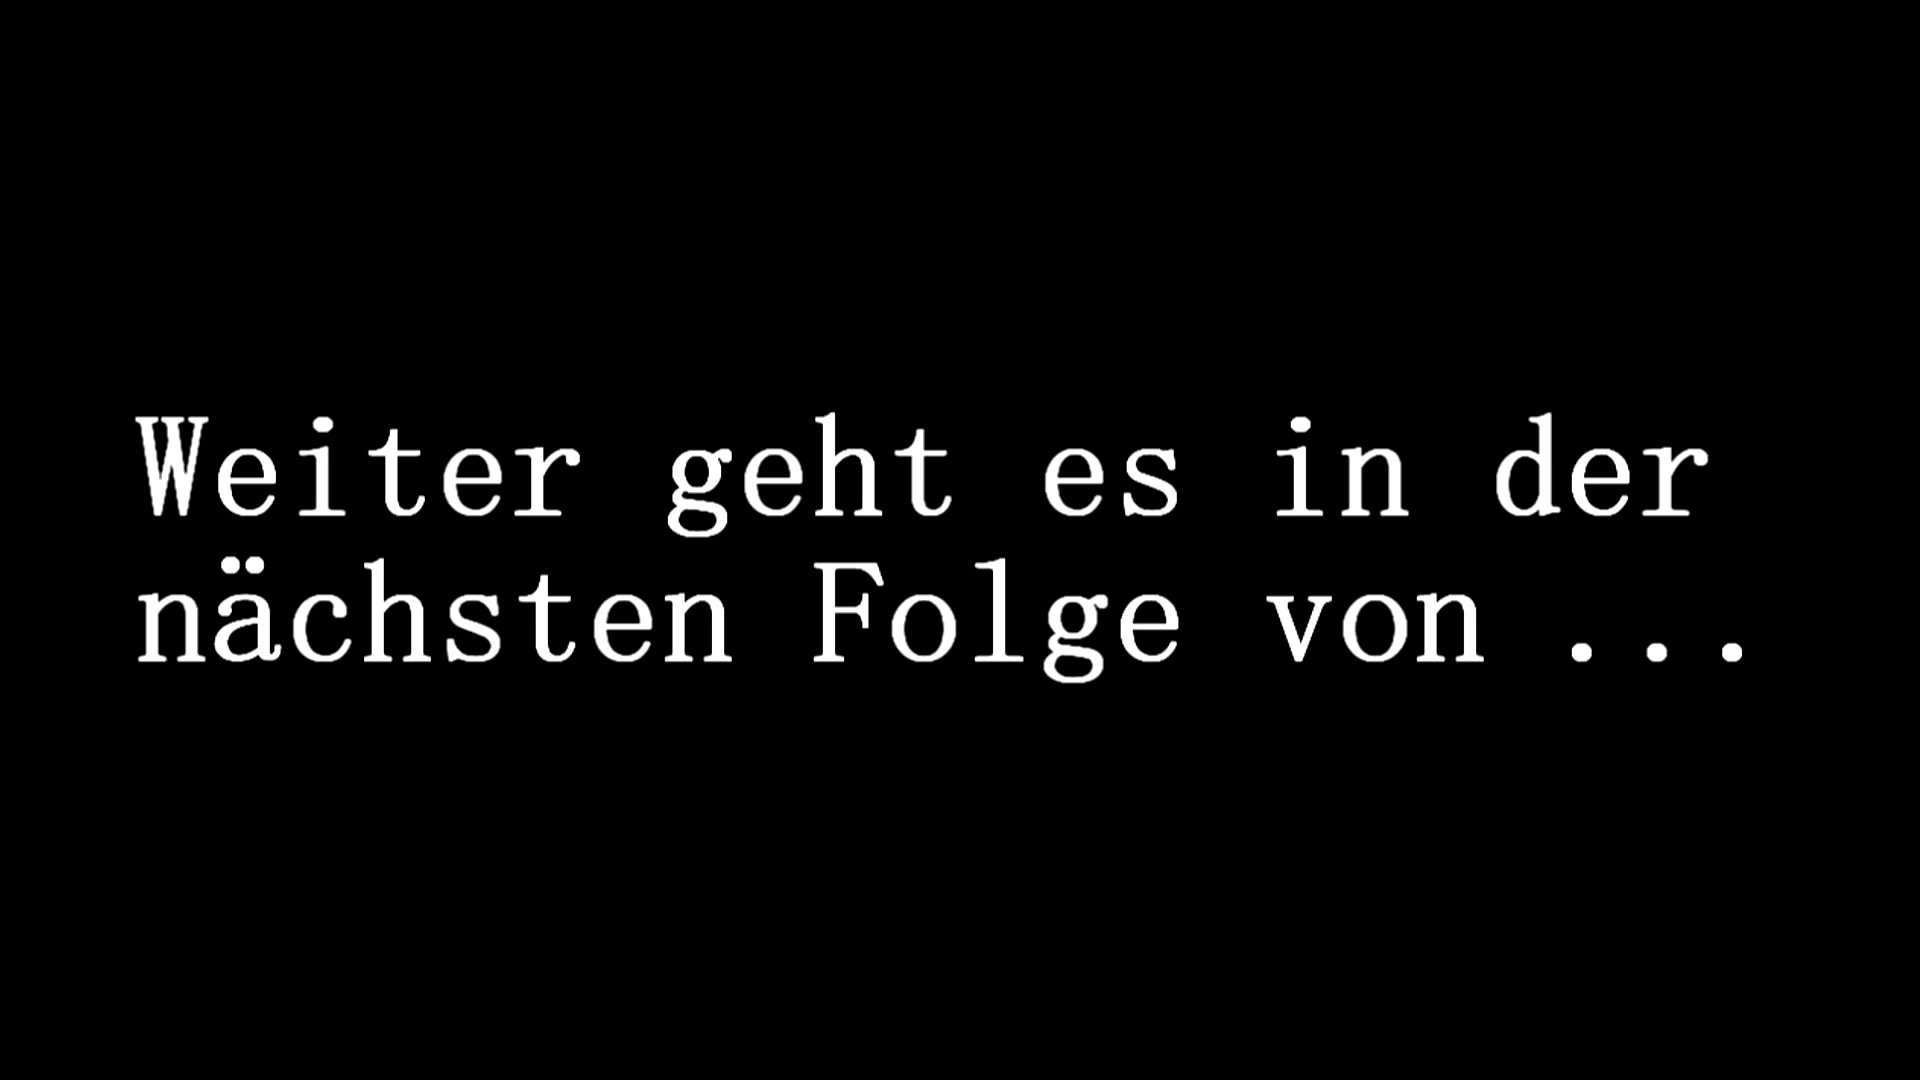 Weiter geht es in der
nächsten Folge von ...